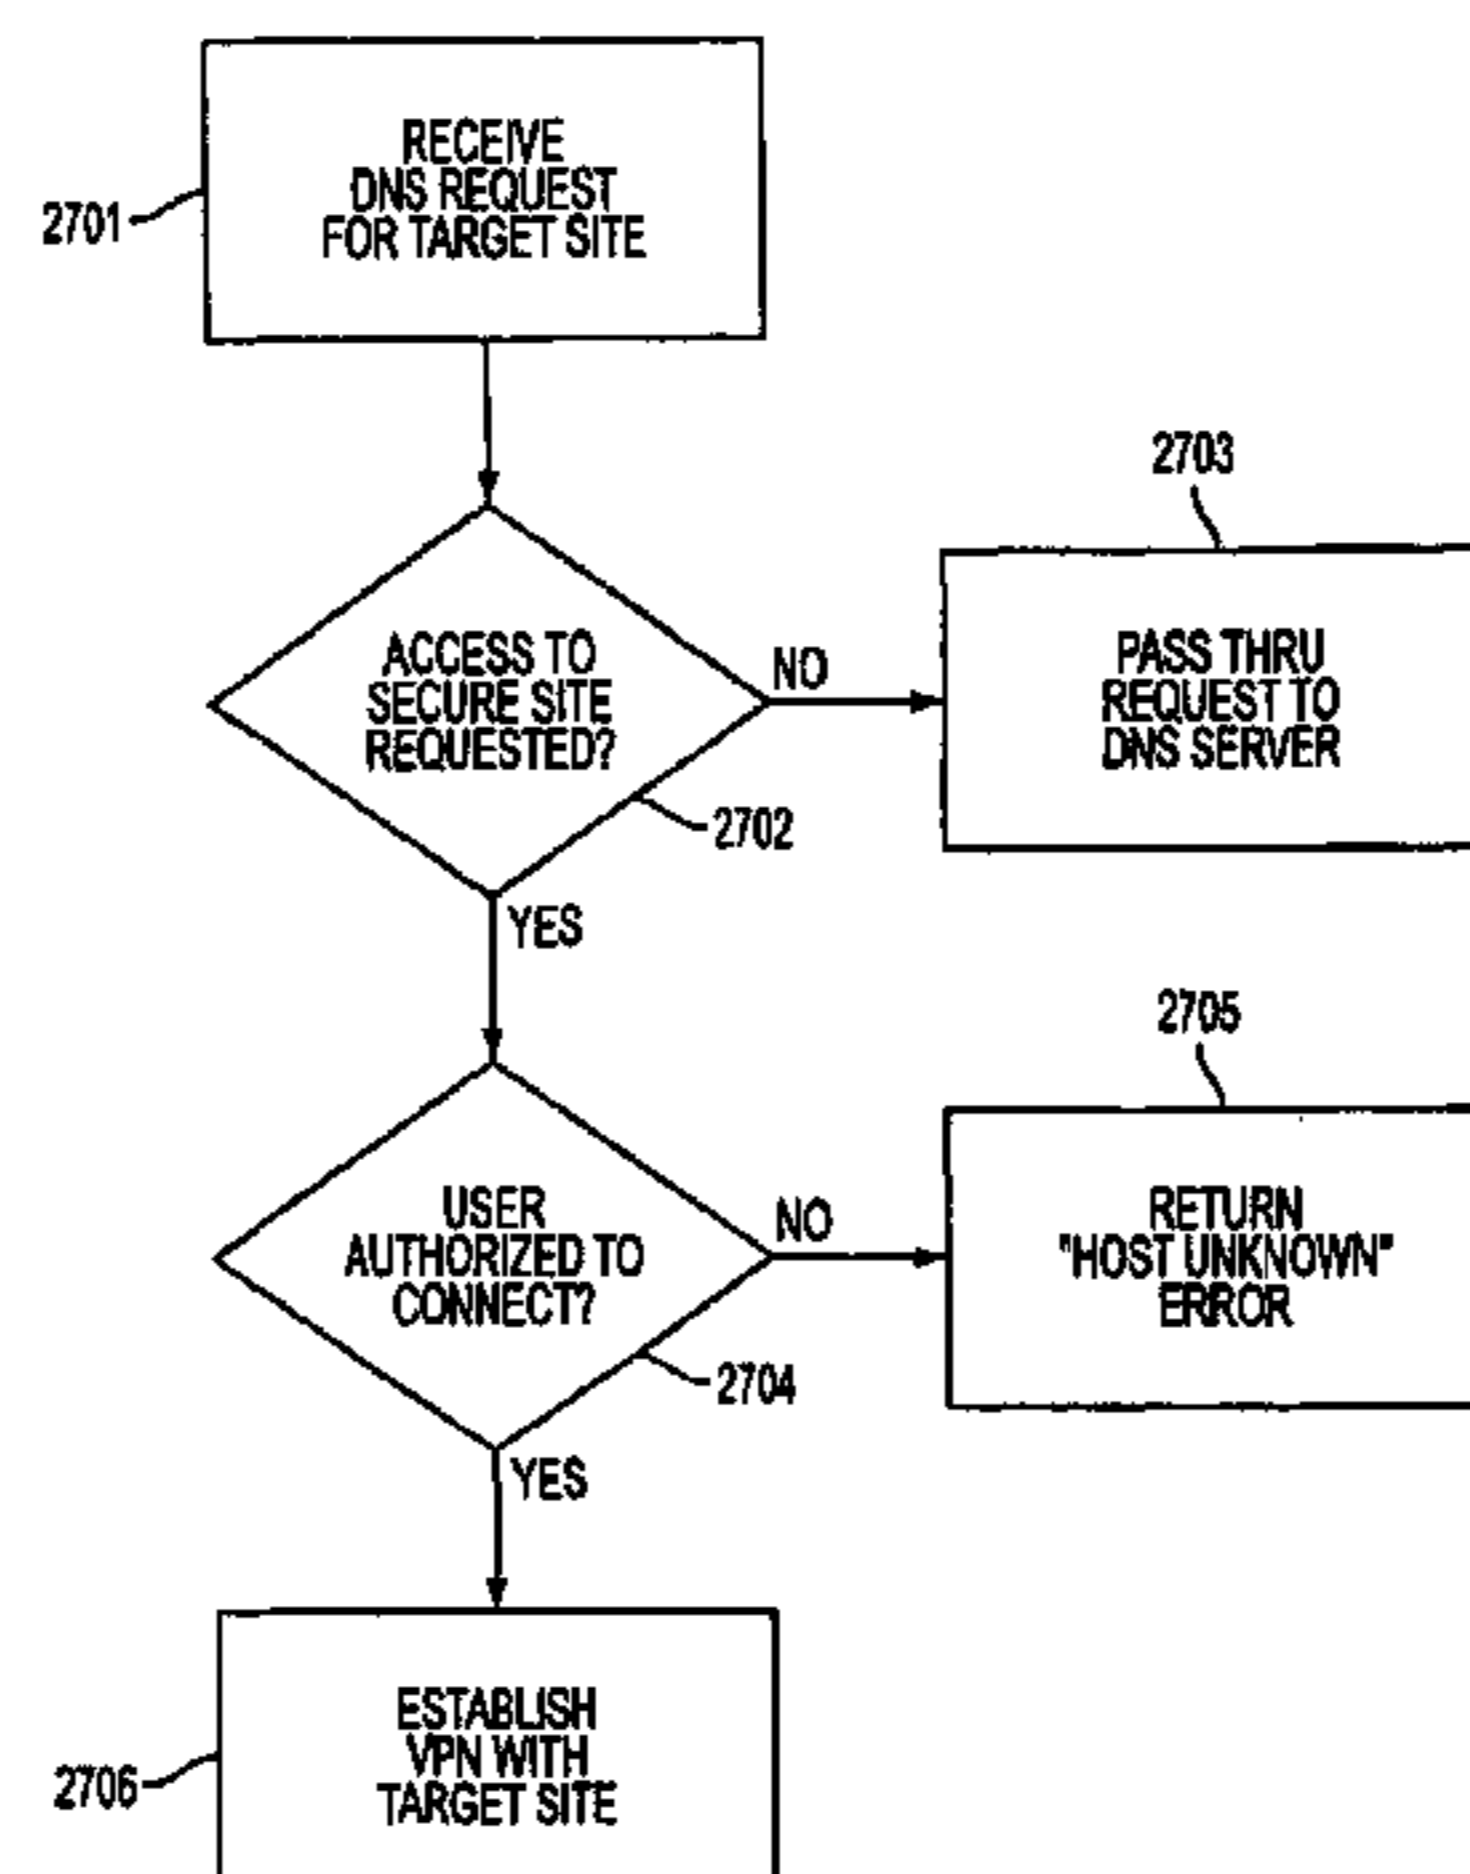 RECEIVE
DNS REQUEST
FOR TARGET SITE
2701
2703
ACCESS TO
SECURE SITE
REQUESTED?
NO
PASS THRU
REQUEST TO
DNS SERVER
2702
YES
2705
USER
AUTHORIZED TO
CONNECT?
NO
RETURN
"HOST UNKNOWN"
ERROR
2704
YES
ESTABLISH
VPN WITH
TARGET SITE
2706